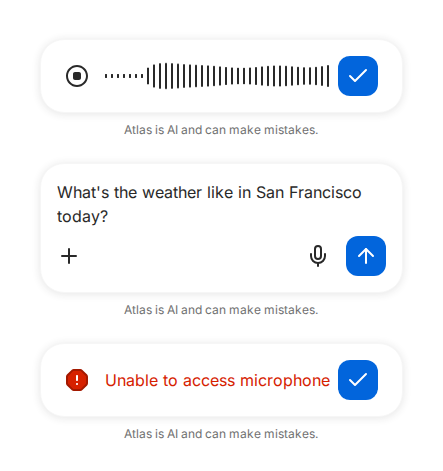 Atlas is AI and can make mistakes.
What's the weather like in San Francisco
today?
Atlas is AI and can make mistakes.
Unable to access microphone
Atlas is AI and can make mistakes.